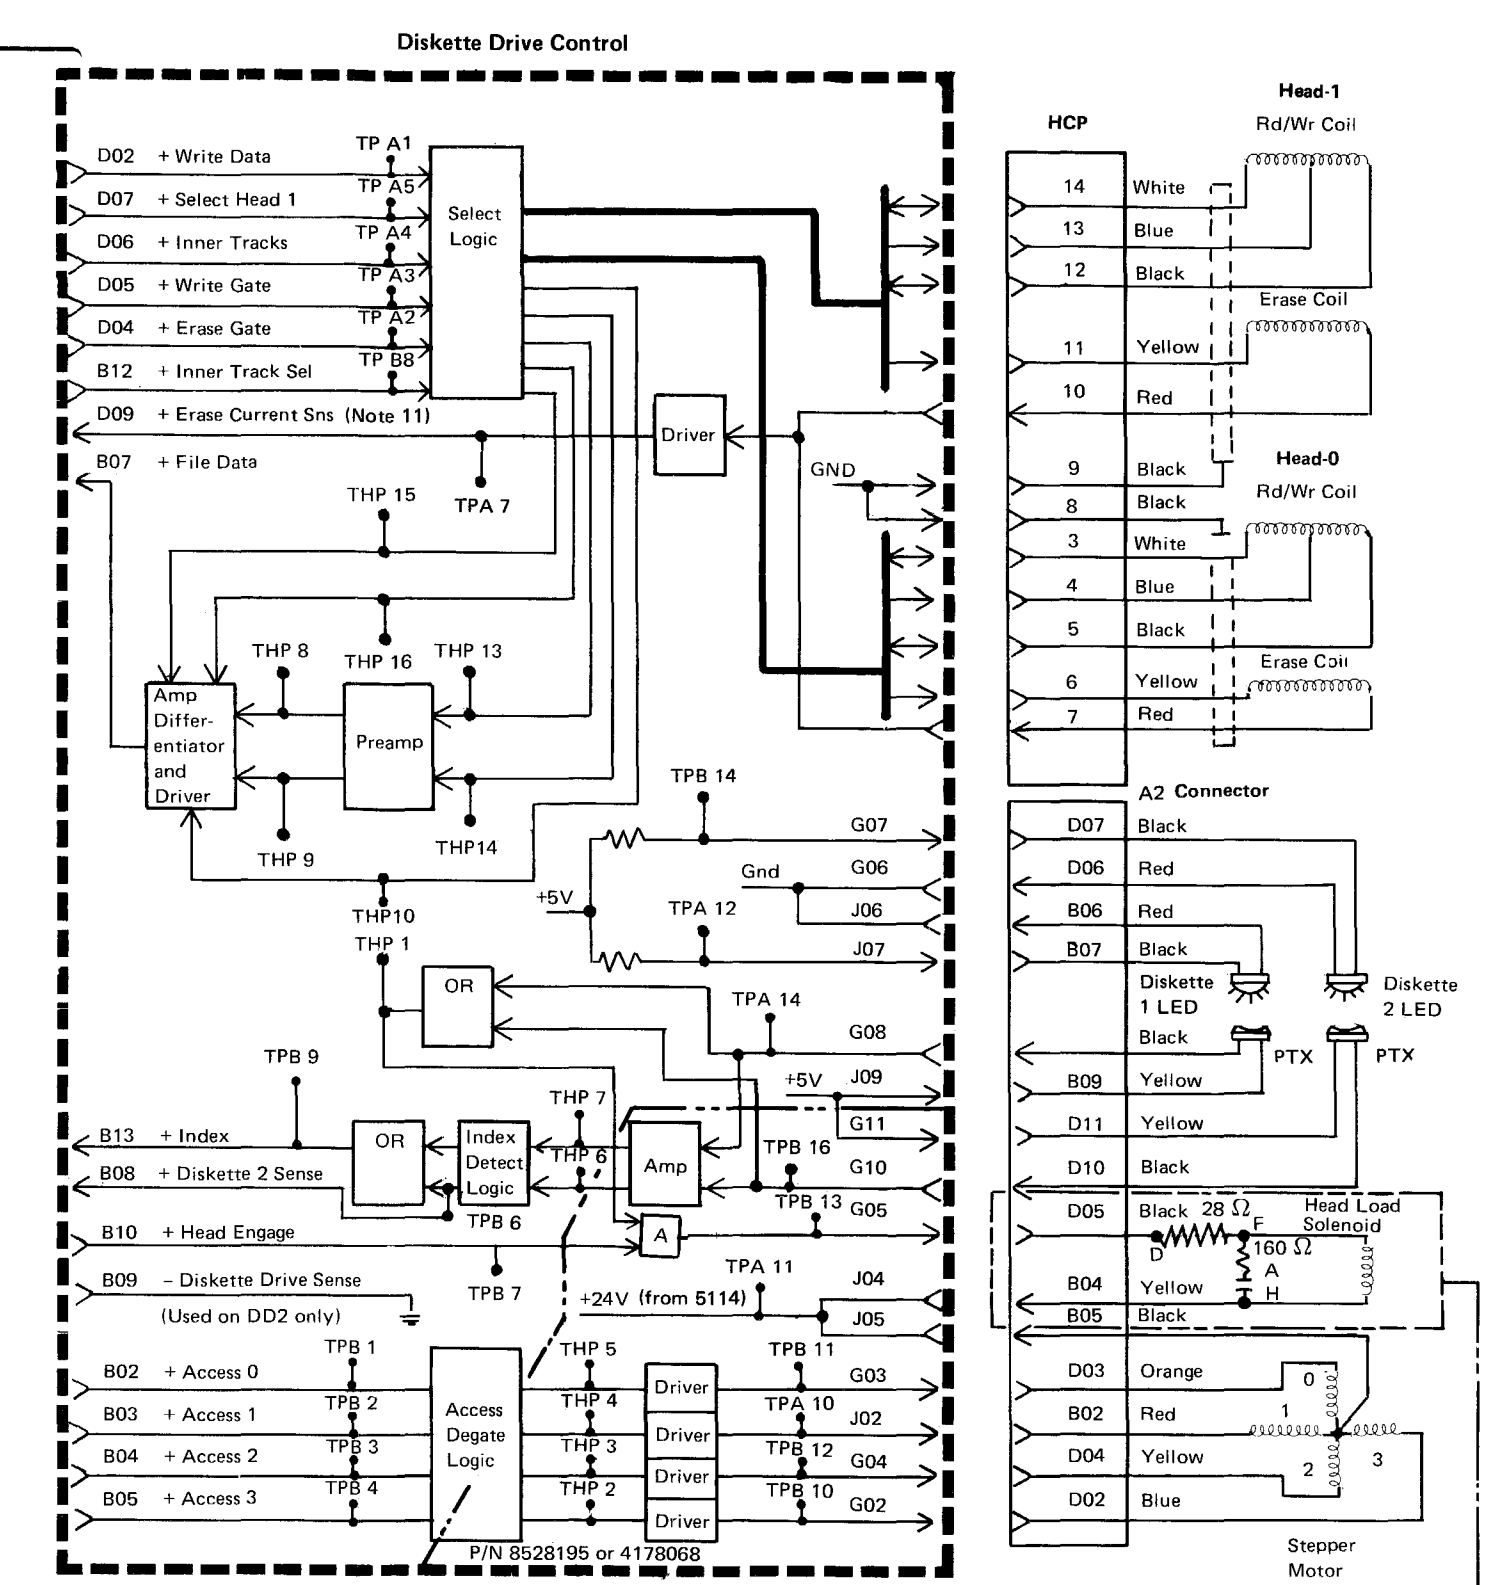 Diskette Drive Control
D02 + Write Data
TP A1
D07 + Select Head 1
TP A5
D06 + Inner Tracks
TP A4
D05 + Write Gate
TP A3
D04 + Erase Gate
TP A2
B12 + Inner Track Sel
TP B8
Select
Logic
D09 + Erase Current Sns (Note 11)
Driver
B07 + File Data
TPA 7
GND
THP 15
THP 8
THP 16
THP 13
Amp
Differ-
entiator
and
Driver
Preamp
THP 9
THP14
TPB 14
G07
Gnd
G06
+5V
J06
TPA 12
J07
THP10
THP 1
OR
TPA 14
G08
TPB 9
+5V
J09
THP 7
G11
B13 + Index
OR
Index
Detect
Logic
THP 6
Amp
TPB 16
G10
B08 + Diskette 2 Sense
TPB 6
TPB 13
G05
B10 + Head Engage
A
TPB 7
TPA 11
B09 – Diskette Drive Sense
(Used on DD2 only)
+24V (from 5114)
J04
J05
B02 + Access 0
TPB 1
THP 5
Driver
TPB 11
G03
B03 + Access 1
TPB 2
THP 4
Driver
TPA 10
J02
B04 + Access 2
TPB 3
THP 3
Driver
TPB 12
G04
B05 + Access 3
TPB 4
THP 2
Driver
TPB 10
G02
Access
Degate
Logic
P/N 8528195 or 4178068
HCP
Head-1
Rd/Wr Coil
14 White
13 Blue
12 Black
Erase Coil
11 Yellow
10 Red
9 Black
Head-0
Rd/Wr Coil
8 Black
3 White
4 Blue
5 Black
Erase Coil
6 Yellow
7 Red
A2 Connector
D07 Black
D06 Red
B06 Red
B07 Black
Diskette
1 LED
Diskette
2 LED
Black
PTX
PTX
B09 Yellow
D11 Yellow
D10 Black
D05 Black
28 Ω
Head Load
Solenoid
D
F
160 Ω
A
H
B04 Yellow
B05 Black
D03 Orange
0
B02 Red
1
D04 Yellow
2
3
D02 Blue
Stepper
Motor